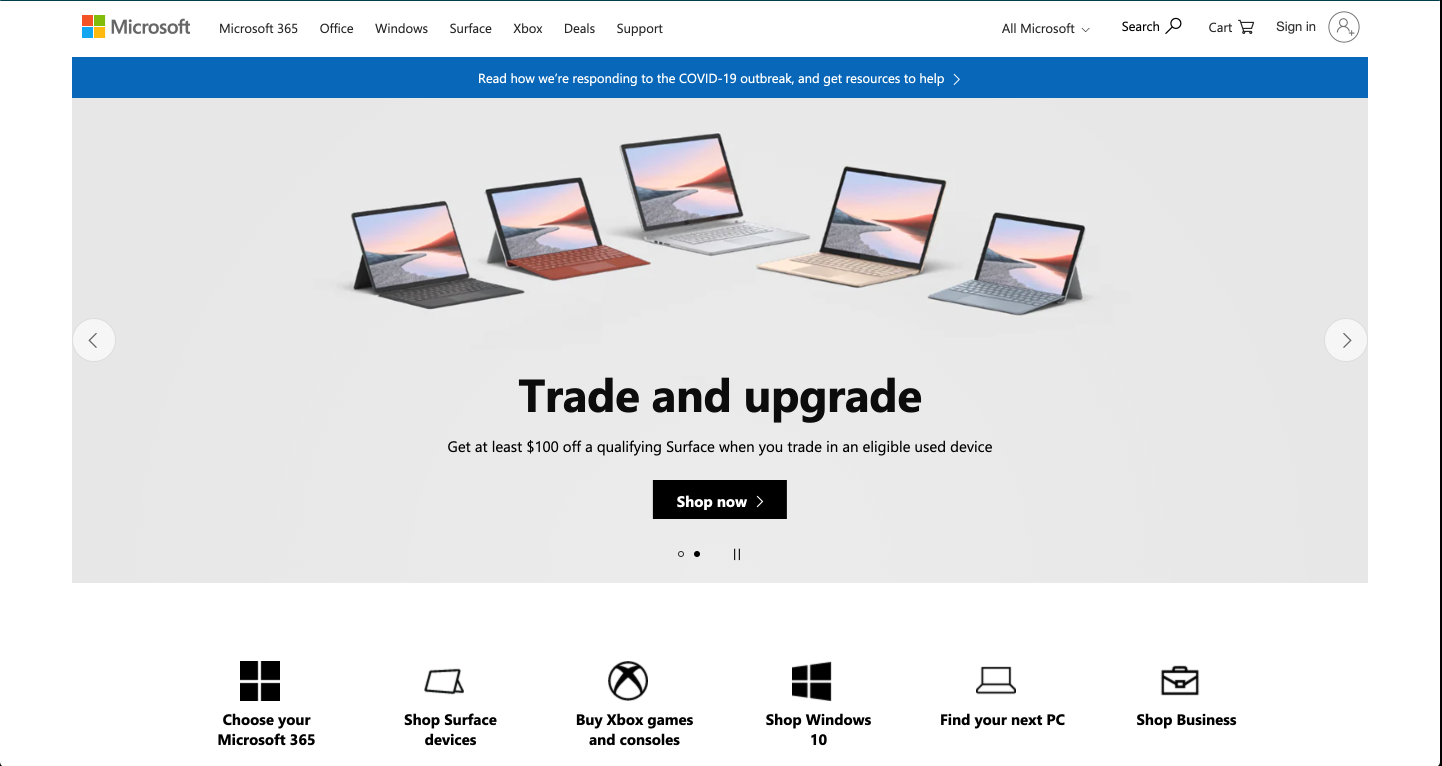 Microsoft
Microsoft 365 Office Windows Surface Xbox Deals Support
All Microsoft Search Cart Sign in
Read how we're responding to the COVID-19 outbreak, and get resources to help
Trade and upgrade
Get at least $100 off a qualifying Surface when you trade in an eligible used device
Shop now
Choose your
Microsoft 365
Shop Surface
devices
Buy Xbox games
and consoles
Shop Windows
10
Find your next PC
Shop Business